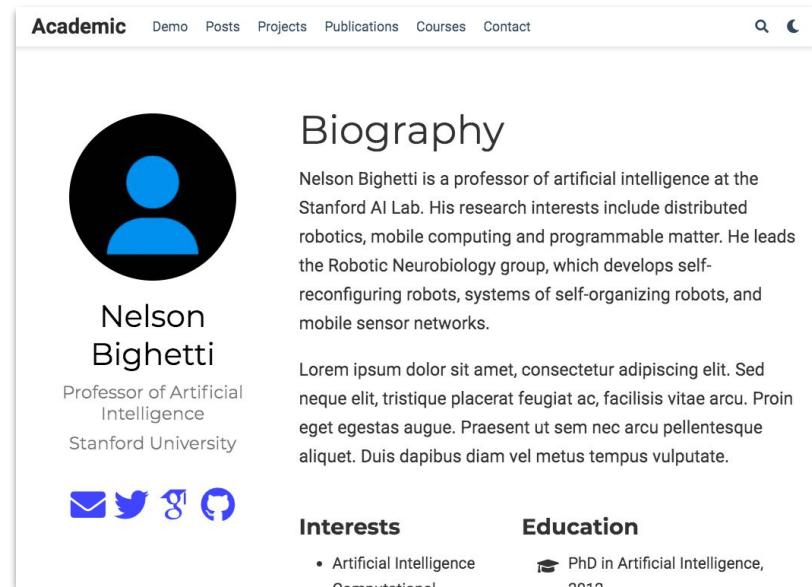 Academic Demo Posts Projects Publications Courses Contact
Nelson
Bighetti
Professor of Artificial
Intelligence
Stanford University
Biography
Nelson Bighetti is a professor of artificial intelligence at the
Stanford AI Lab. His research interests include distributed
robotics, mobile computing and programmable matter. He leads
the Robotic Neurobiology group, which develops self-
reconfiguring robots, systems of self-organizing robots, and
mobile sensor networks.
Lorem ipsum dolor sit amet, consectetur adipiscing elit. Sed
neque elit, tristique placerat feugiat ac, facilisis vitae arcu. Proin
eget egestas augue. Praesent ut sem nec arcu pellentesque
aliquet. Duis dapibus diam vel metus tempus vulputate.
Interests
Artificial Intelligence
Computational
Education
PhD in Artificial Intelligence,